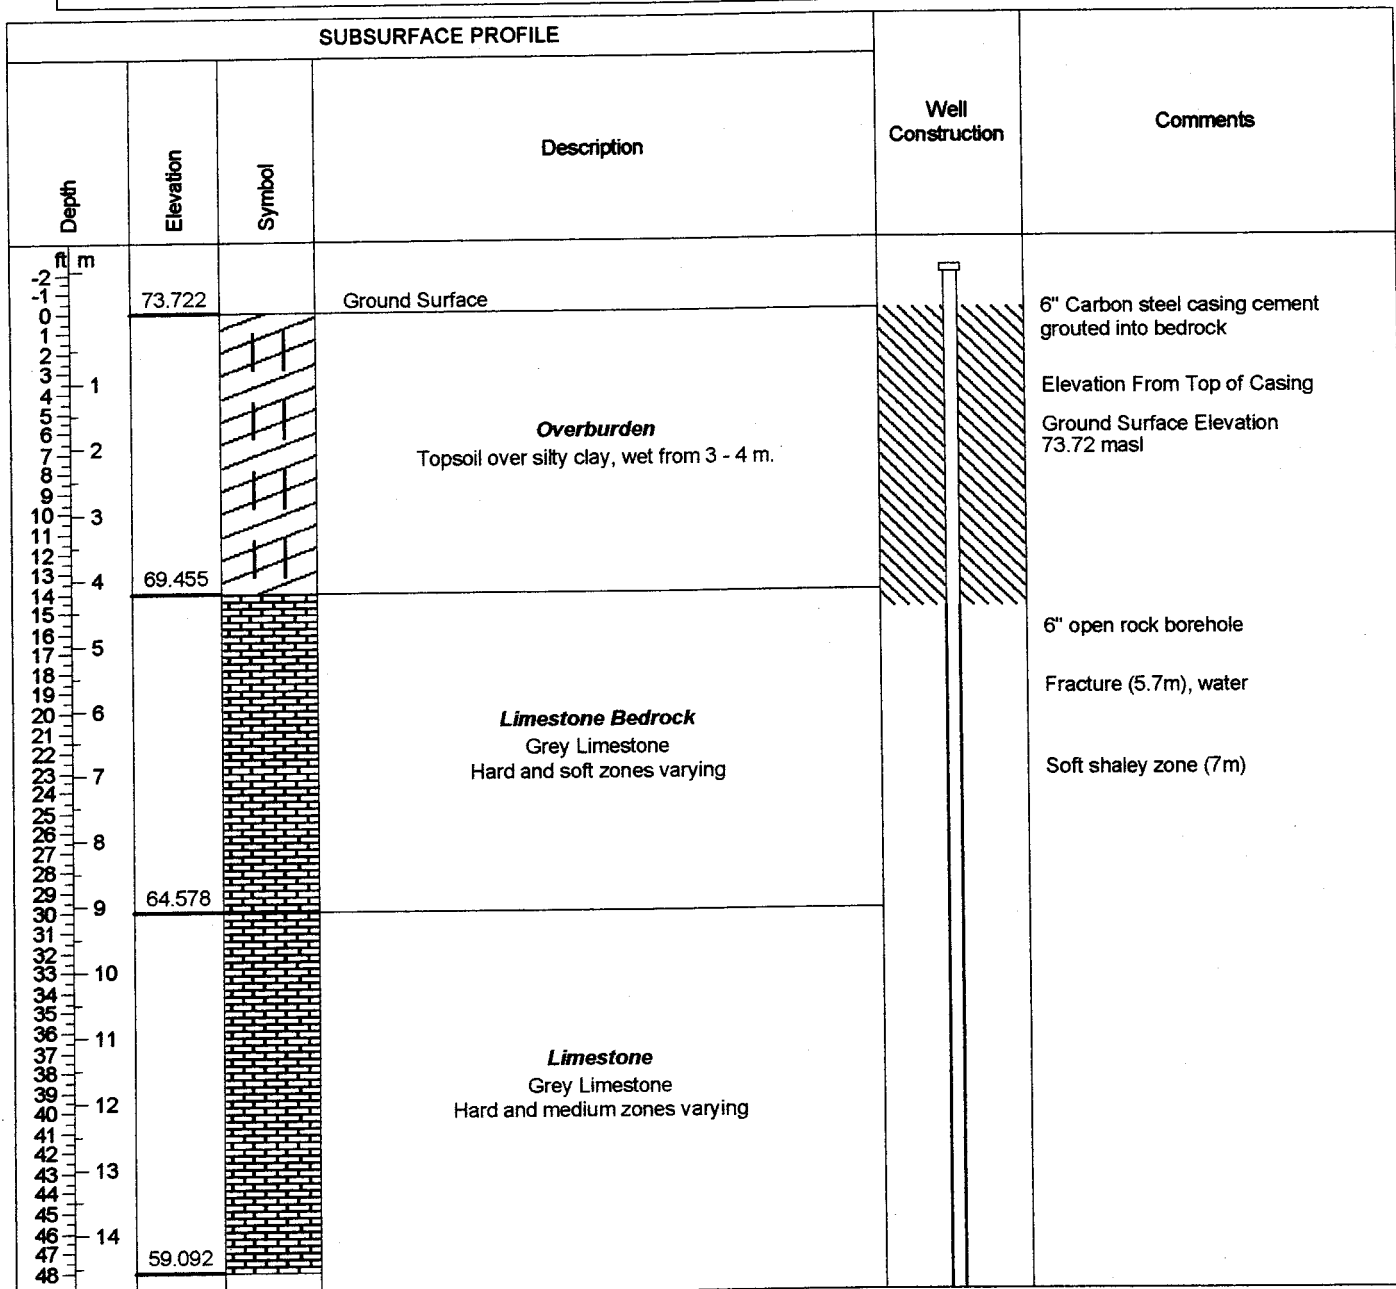 SUBSURFACE PROFILE
Depth
Elevation
Symbol
Description
Well
Construction
Comments
ft m
-2
-1
0
1
2
3
4
5
6
7
8
9
10
11
12
13
14
15
16
17
18
19
20
21
22
23
24
25
26
27
28
29
30
31
32
33
34
35
36
37
38
39
40
41
42
43
44
45
46
47
48
1
2
3
4
5
6
7
8
9
10
11
12
13
14
73.722
69.455
64.578
59.092
Ground Surface
Overburden
Topsoil over silty clay, wet from 3 - 4 m.
Limestone Bedrock
Grey Limestone
Hard and soft zones varying
Limestone
Grey Limestone
Hard and medium zones varying
6" Carbon steel casing cement
grouted into bedrock
Elevation From Top of Casing
Ground Surface Elevation
73.72 masl
6" open rock borehole
Fracture (5.7m), water
Soft shaley zone (7m)